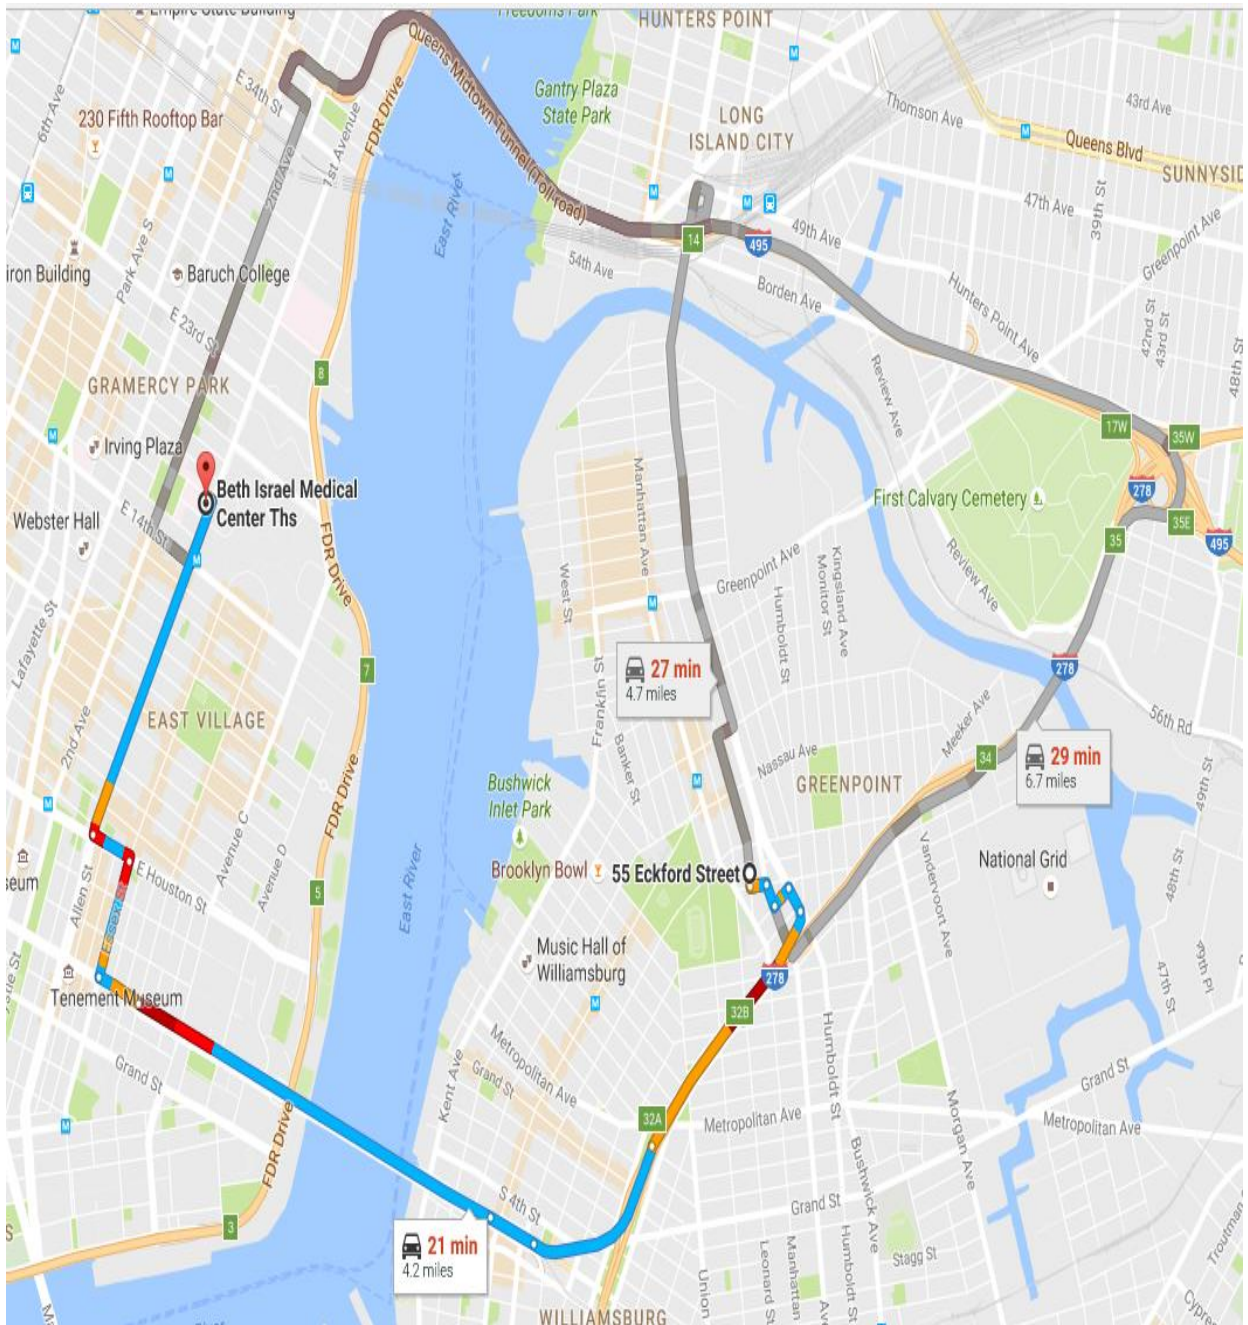 Empire State Building
Freedoms Park
HUNTERS POINT
6th Ave
E 34th St
230 Fifth Rooftop Bar
2nd Ave
1st Avenue
FDR Drive
Queens Midtown Tunnel (Toll road)
Gantry Plaza
State Park
LONG
ISLAND CITY
Thomson Ave
43rd Ave
Queens Blvd
SUNNYSID
47th Ave
39th St
Greenpoint Ave
49th Ave
495
14
54th Ave
Borden Ave
Hunters Point Ave
42nd St
43rd St
48th St
East River
Park Ave S
iron Building
Baruch College
E 23rd St
GRAMERCY PARK
8
Irving Plaza
Beth Israel Medical
Center Ths
E 14th St
Webster Hall
Lafayette St
FDR Drive
Review Ave
17W
35W
278
First Calvary Cemetery
35
35E
495
Review Ave
Manhattan Ave
Greenpoint Ave
Kingsland Ave
Monitor St
Humboldt St
West St
Franklin St
Banker St
27 min
4.7 miles
278
56th Rd
7
EAST VILLAGE
2nd Ave
Meeker Ave
Nassau Ave
34
29 min
6.7 miles
GREENPOINT
49th St
Bushwick
Inlet Park
FDR Drive
Avenue C
Avenue D
E Houston St
Allen St
Essex St
5
East River
Brooklyn Bowl
55 Eckford Street
Vandervoort Ave
National Grid
48th St
seum
Music Hall of
Williamsburg
278
47th St
49th Pl
Tenement Museum
32B
Grand St
Kent Ave
Metropolitan Ave
Grand St
32A
Metropolitan Ave
Humboldt St
Morgan Ave
Grand St
Metropolitan Ave
FDR Drive
3
S 4th St
21 min
4.2 miles
Grand St
Bushwick Ave
Stagg St
Union
Leonard St
Manhattan
Humboldt St
Troutman
WILLIAMSBURG